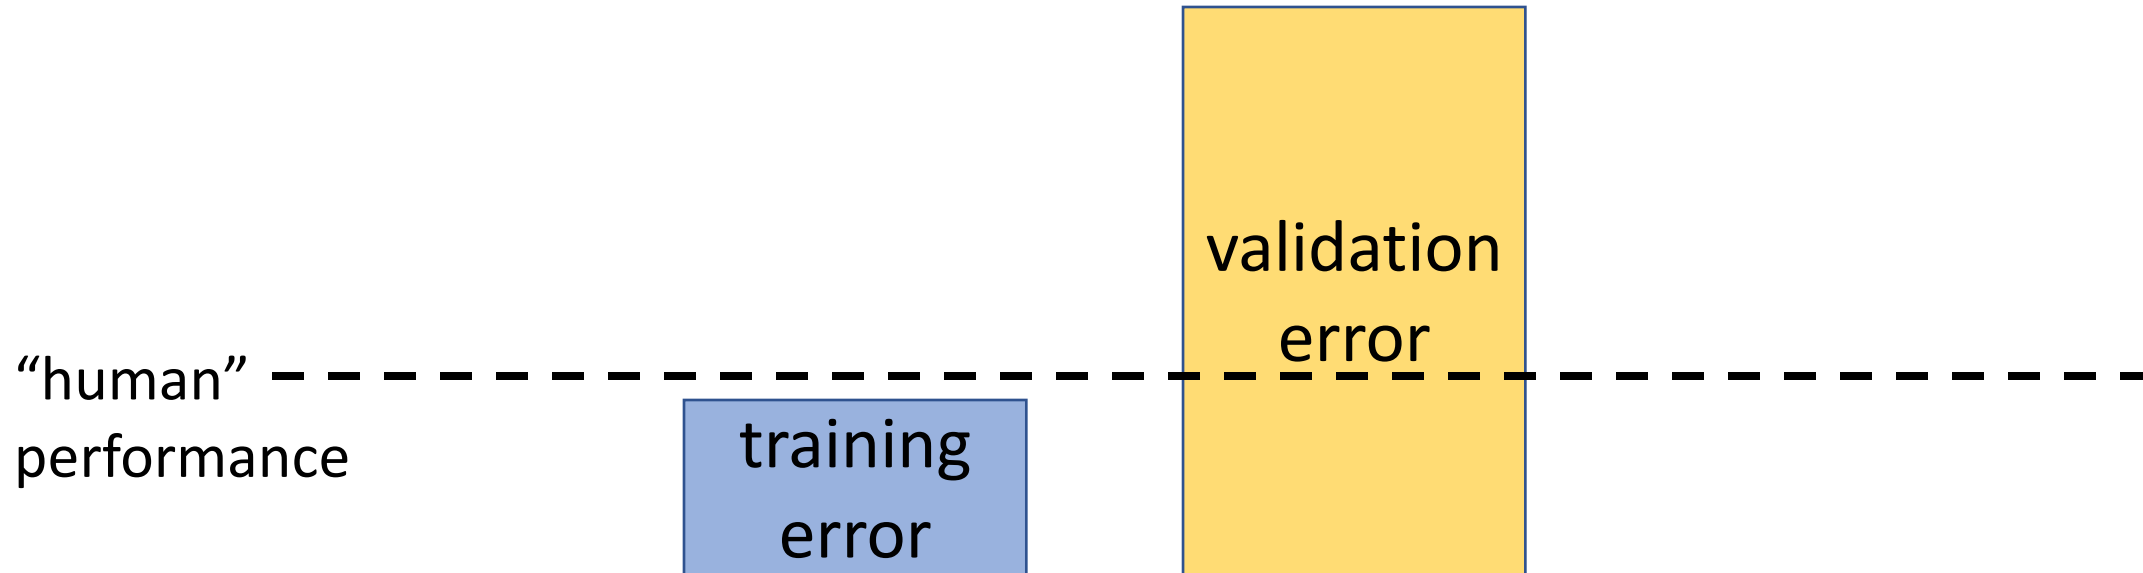 validation
error
“human”
performance
training
error